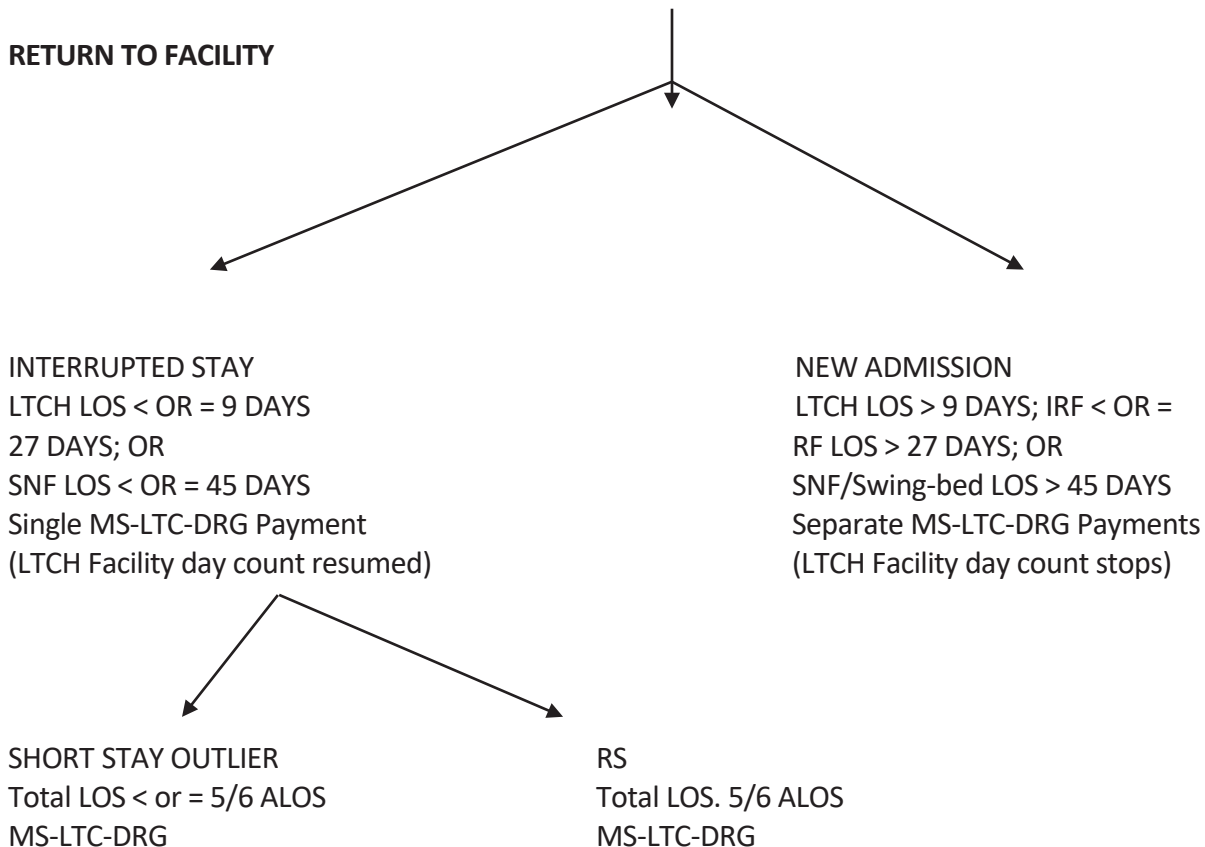 RETURN TO FACILITY
INTERRUPTED STAY
LTCH LOS < OR = 9 DAYS
27 DAYS; OR
SNF LOS < OR = 45 DAYS
Single MS-LTC-DRG Payment
(LTCH Facility day count resumed)
NEW ADMISSION
LTCH LOS > 9 DAYS; IRF < OR =
RF LOS > 27 DAYS; OR
SNF/Swing-bed LOS > 45 DAYS
Separate MS-LTC-DRG Payments
(LTCH Facility day count stops)
SHORT STAY OUTLIER
Total LOS < or = 5/6 ALOS
MS-LTC-DRG
RS
Total LOS. 5/6 ALOS
MS-LTC-DRG